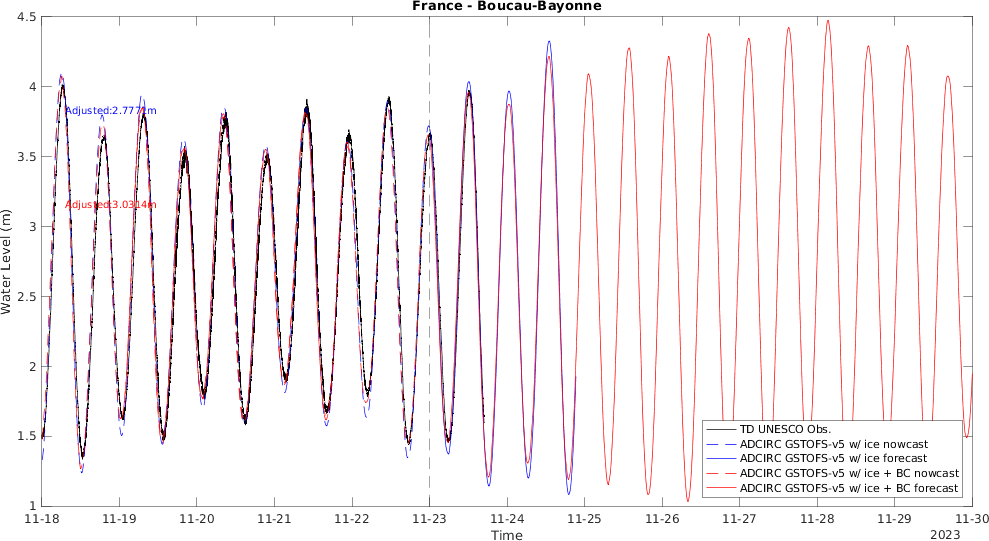 France - Boucau-Bayonne
4.5
4
3.5
3
2.5
2
1.5
1
Water Level (m)
Adjusted:2.7771m
Adjusted:3.0314m
TD UNESCO Obs.
ADCIRC GSTOFS-v5 w/ ice nowcast
ADCIRC GSTOFS-v5 w/ ice forecast
ADCIRC GSTOFS-v5 w/ ice + BC nowcast
ADCIRC GSTOFS-v5 w/ ice + BC forecast
11-18 11-19 11-20 11-21 11-22 11-23 11-24 11-25 11-26 11-27 11-28 11-29 11-30
Time
2023